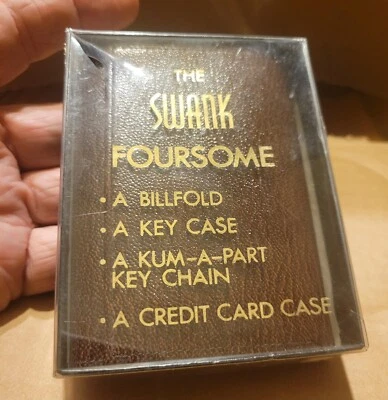 THE
SWANK
FOURSOME
• A BILLFOLD
• A KEY CASE
• A KUM-A-PART
KEY CHAIN
• A CREDIT CARD CASE